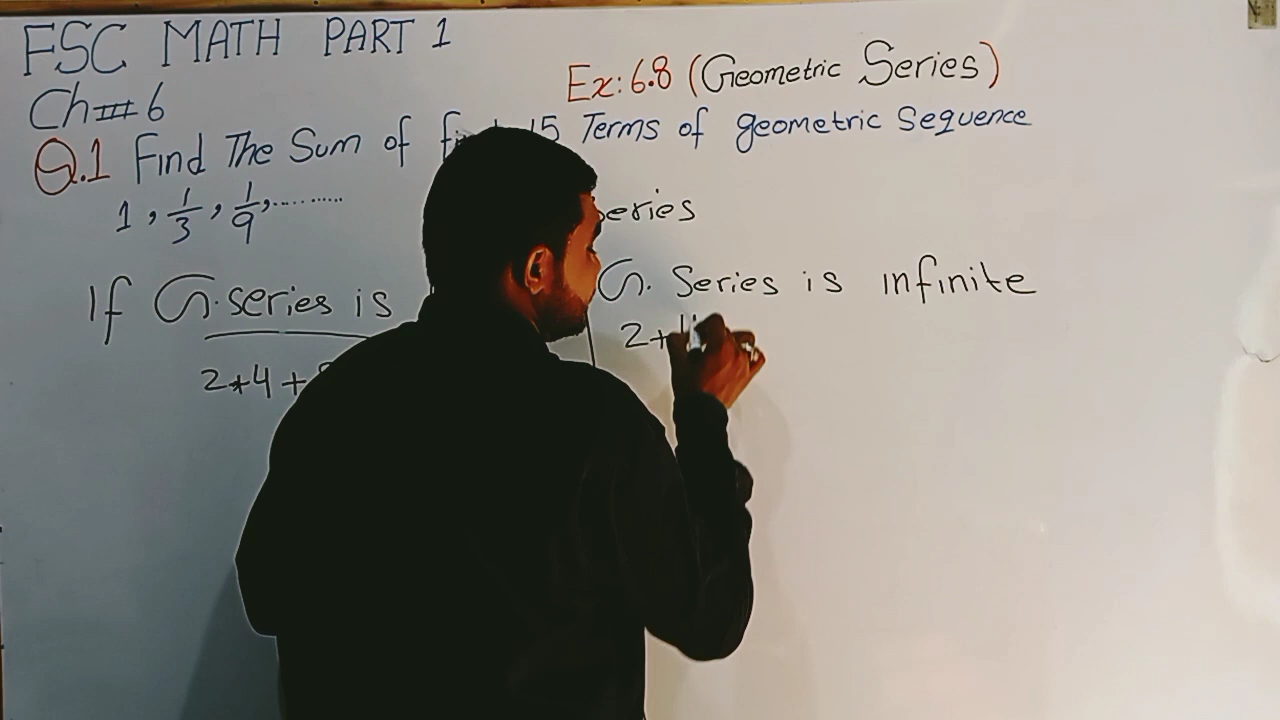 FSC MATH PART 1
Ch # 6
Ex: 6.8 (Geometric Series)
Q.1 Find The Sum of 15 Terms of geometric Sequence
1, 1/3, 1/9, ..........
eries
If G. series is
G. Series is infinite
2+4+
2+